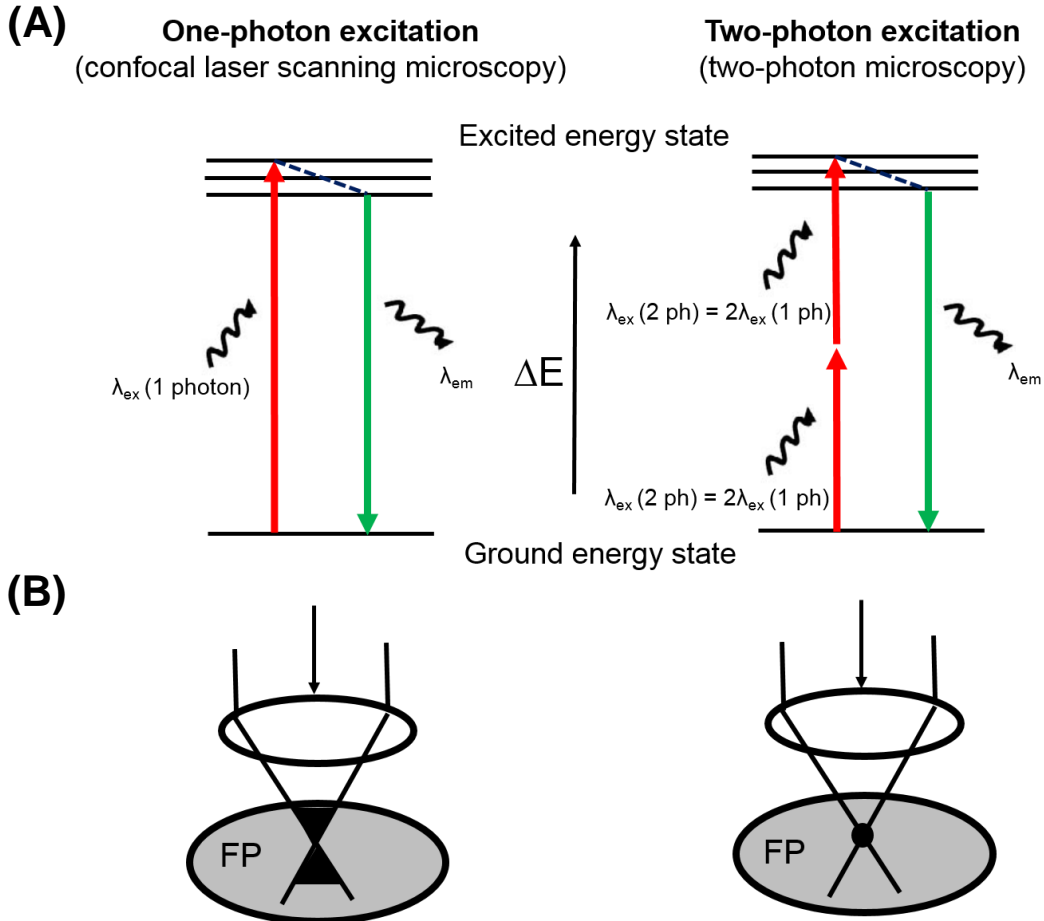 (A)
One-photon excitation
(confocal laser scanning microscopy)
Two-photon excitation
(two-photon microscopy)
Excited energy state
λex (1 photon)
λem
ΔE
λex (2 ph) = 2λex (1 ph)
λem
λex (2 ph) = 2λex (1 ph)
Ground energy state
(B)
FP
FP